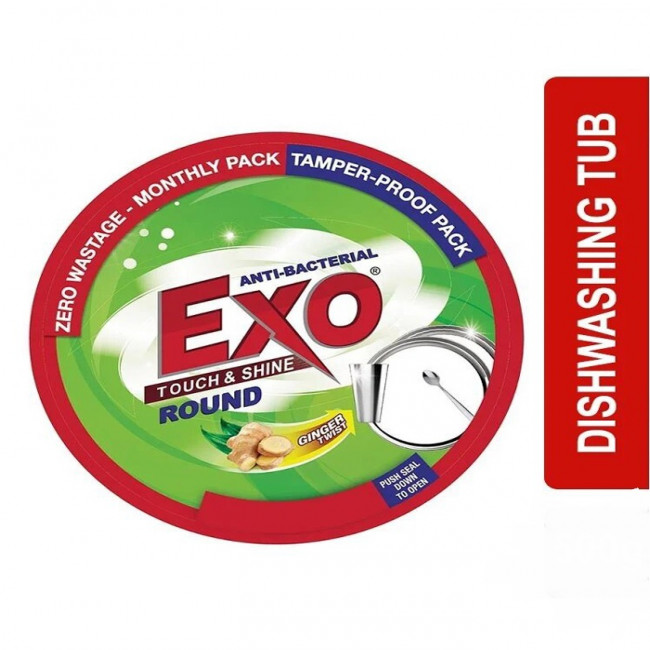 ZERO WASTAGE - MONTHLY PACK
TAMPER-PROOF PACK
ANTI-BACTERIAL
EXO®
TOUCH & SHINE
ROUND
GINGER
TWIST
PUSH SEAL
DOWN
TO OPEN
DISHWASHING TUB